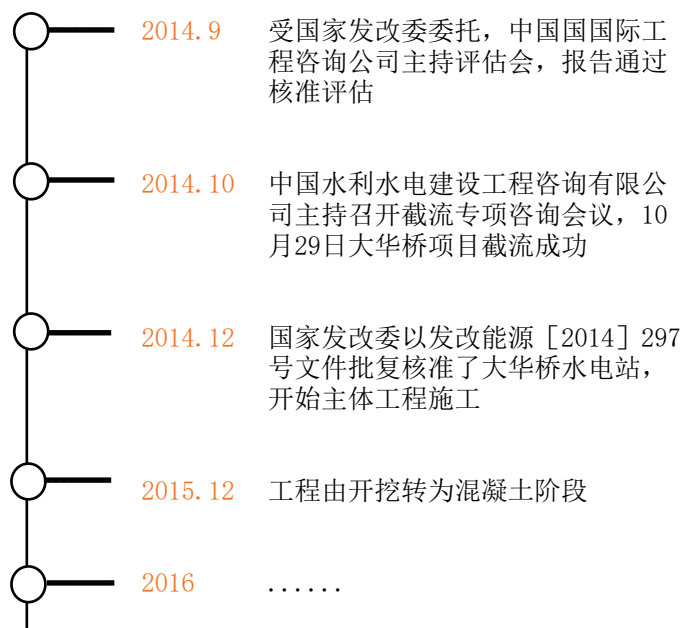 2014.9 受国家发改委委托，中国国国际工
程咨询公司主持评估会，报告通过
核准评估
2014.10 中国水利水电建设工程咨询有限公
司主持召开截流专项咨询会议，10
月29日大华桥项目截流成功
2014.12 国家发改委以发改能源［2014］297
号文件批复核准了大华桥水电站，
开始主体工程施工
2015.12 工程由开挖转为混凝土阶段
2016 ......